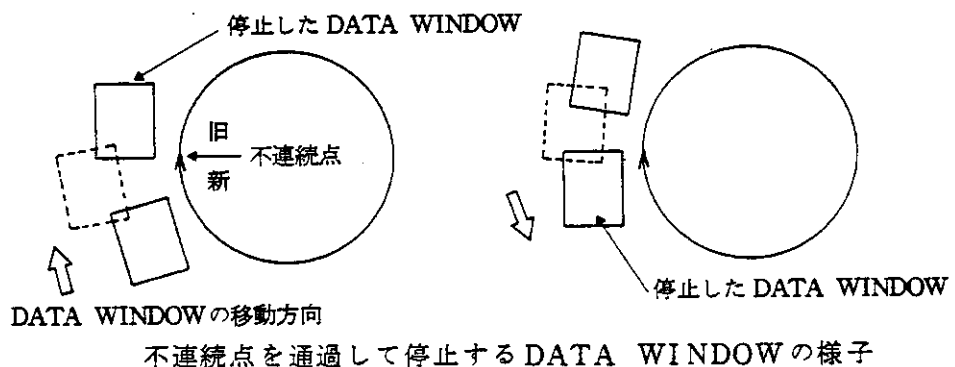 停止した DATA WINDOW
旧
不連続点
新
停止した DATA WINDOW
DATA WINDOWの移動方向
不連続点を通過して停止するDATA WINDOWの様子